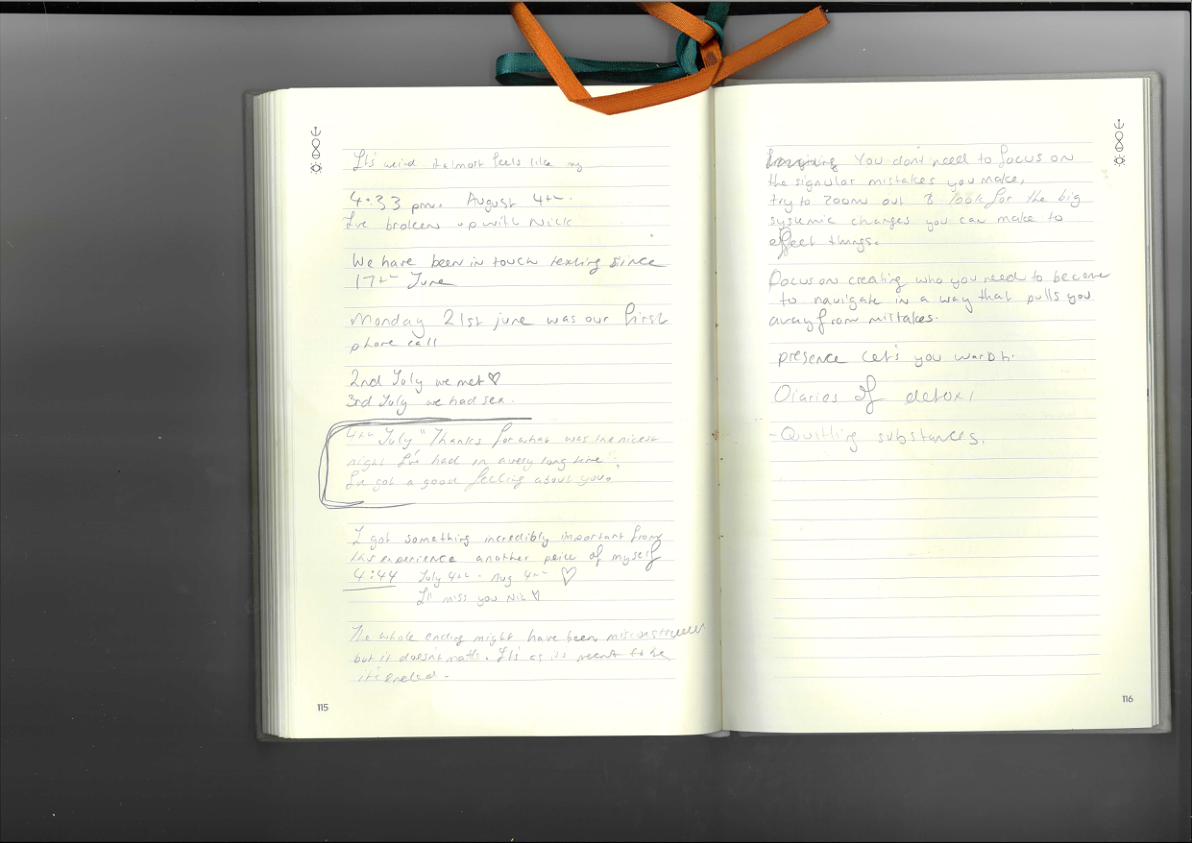 It's weird it almost feels like my
4:33 pm. August 4th.
I've broken up with Nick
We have been in touch texting since
17th June
Monday 21st june was our first
phone call
2nd July we met ♡
3rd July we had sex.
4th July "Thanks for what was the nicest
night I've had in a very long time".
I've got a good feeling about you.
I got something incredibly important from
this experience another peice of myself
4:44 July 4th - Aug 4th ♡
I'll miss you Nic ♡
The whole ending might have been misconstrued
but it doesn't matter. It's as its meant to be
it's ended.
115
You dont need to focus on
the signular mistakes you make,
try to zoom out & look for the big
systemic changes you can make to
effect things.
Focus on creating who you need to become
to navigate in a way that pulls you
away from mistakes.
presence let's you
Diaries of detox,
- Quitting substances.
116